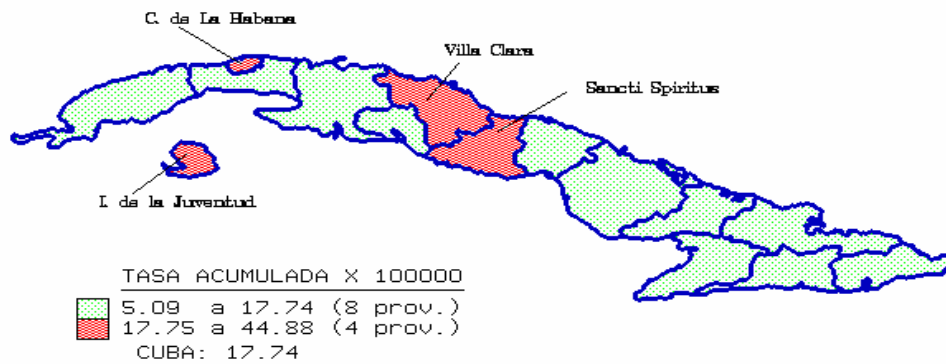 C. de La Habana
Villa Clara
Sancti Spiritus
I. de la Juventud
TASA ACUMULADA X 100000
5.09 a 17.74 (8 prov.)
17.75 a 44.88 (4 prov.)
CUBA: 17.74